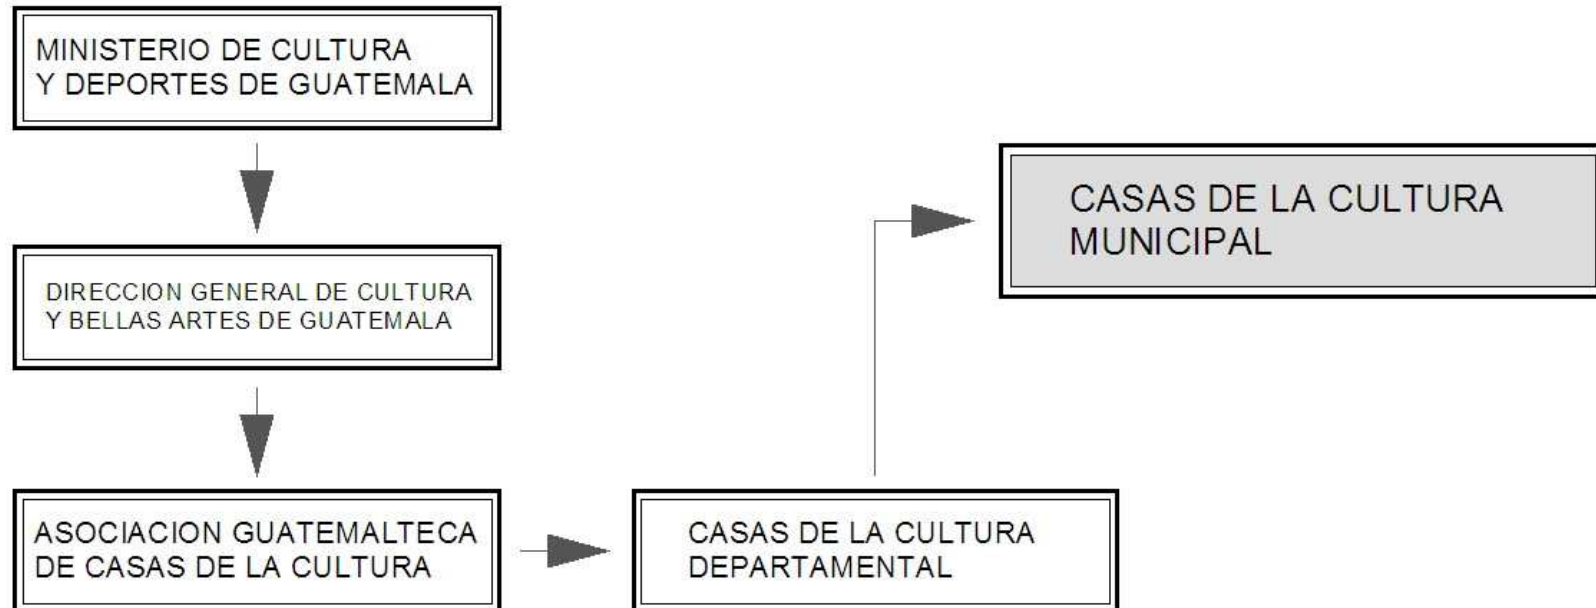 MINISTERIO DE CULTURA
Y DEPORTES DE GUATEMALA
DIRECCION GENERAL DE CULTURA
Y BELLAS ARTES DE GUATEMALA
ASOCIACION GUATEMALTECA
DE CASAS DE LA CULTURA
CASAS DE LA CULTURA
DEPARTAMENTAL
CASAS DE LA CULTURA
MUNICIPAL